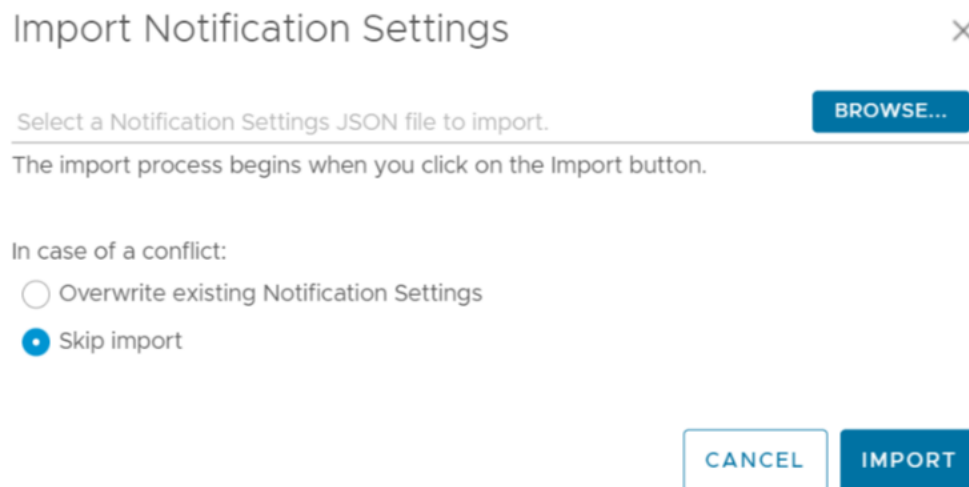 Import Notification Settings
Select a Notification Settings JSON file to import.
BROWSE...
The import process begins when you click on the Import button.
In case of a conflict:
Overwrite existing Notification Settings
Skip import
CANCEL
IMPORT